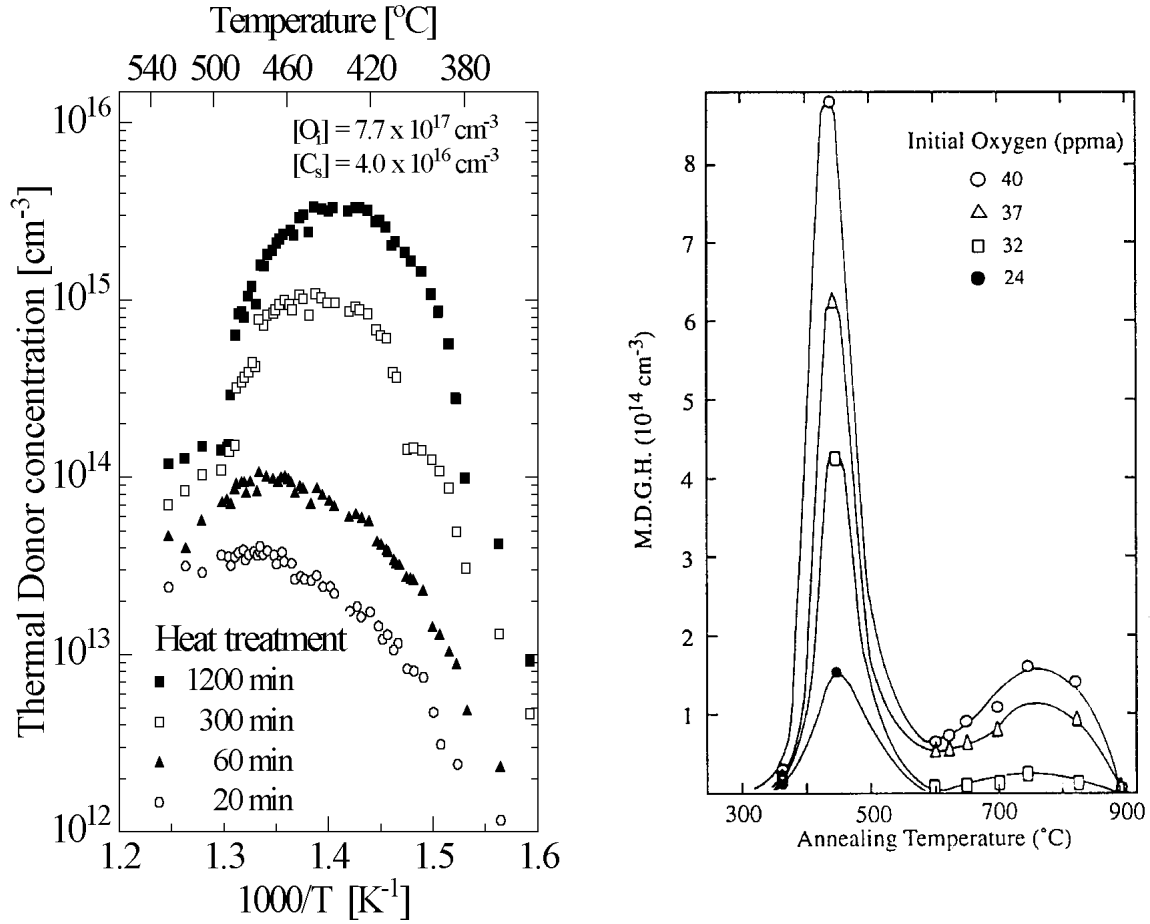 Temperature [°C]
540 500 460 420 380
10^16
10^15
10^14
10^13
10^12
Thermal Donor concentration [cm^-3]
[O_i] = 7.7 x 10^17 cm^-3
[C_s] = 4.0 x 10^16 cm^-3
Heat treatment
1200 min
300 min
60 min
20 min
1.2 1.3 1.4 1.5 1.6
1000/T [K^-1]
M.D.G.H. (10^14 cm^-3)
8
7
6
5
4
3
2
1
Initial Oxygen (ppma)
40
37
32
24
300 500 700 900
Annealing Temperature (°C)